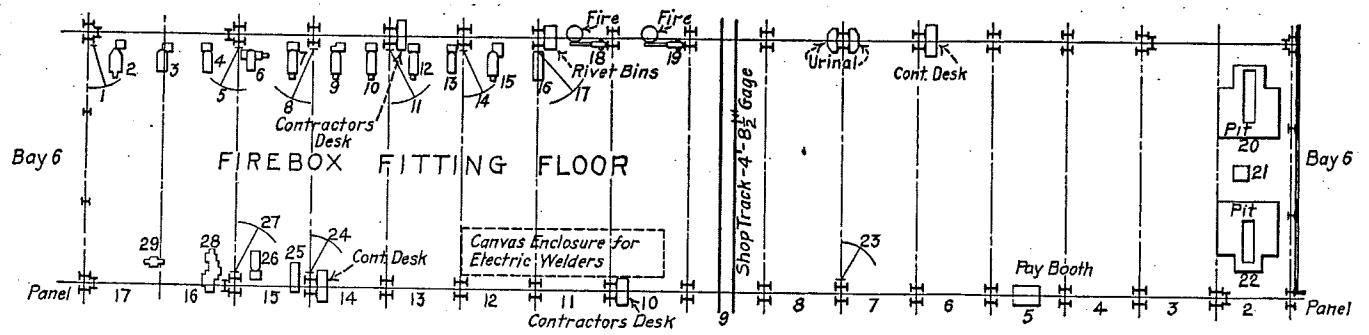 Fire
Fire
1
2
3
4
5
6
7
8
9
10
11
12
13
14
15
16
17
18
19
Rivet Bins
Urinal
Cont. Desk
Contractors
Desk
Shop Track-4'-8½" Gage
Bay 6
FIREBOX FITTING FLOOR
Pit
20
21
Bay 6
Pit
22
29
28
27
26
25
24
Cont. Desk
Canvas Enclosure for
Electric Welders
23
Pay Booth
Panel
17
16
15
14
13
12
11
10
9
8
7
6
5
4
3
2
Panel
Contractors Desk